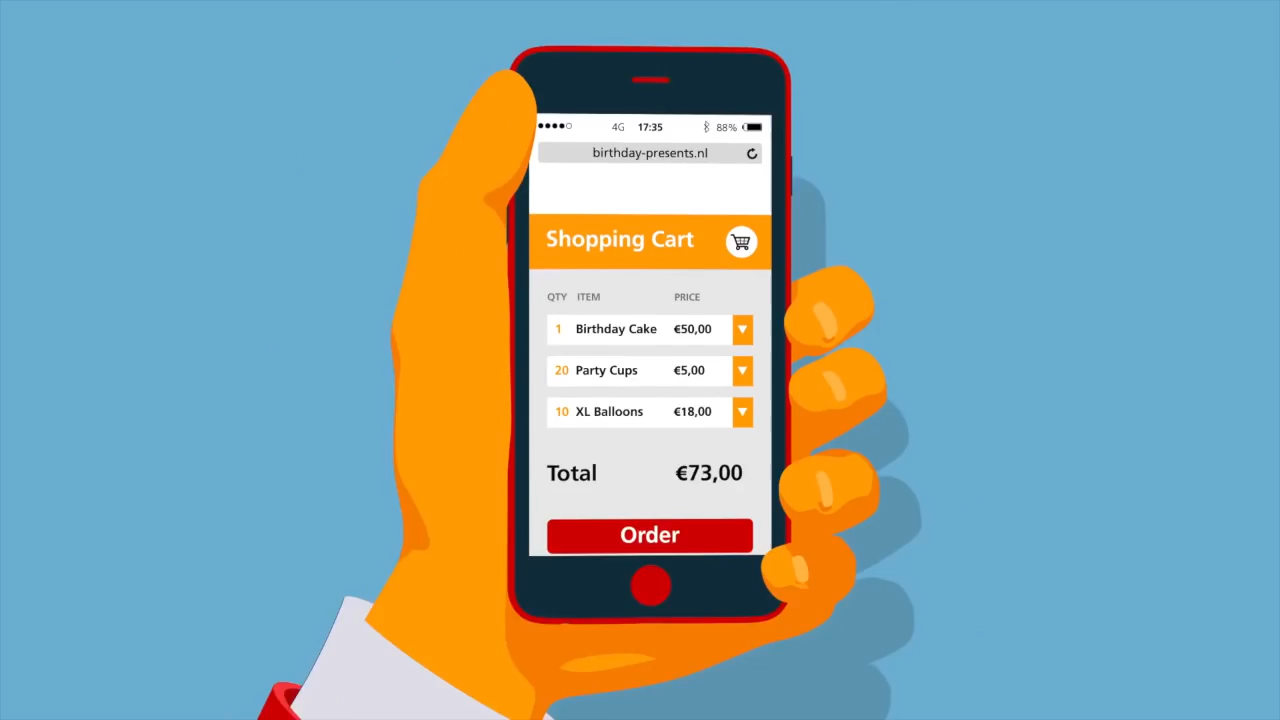 4G 17:35 88%
birthday-presents.nl
Shopping Cart
QTY ITEM PRICE
1 Birthday Cake €50,00
20 Party Cups €5,00
10 XL Balloons €18,00
Total €73,00
Order